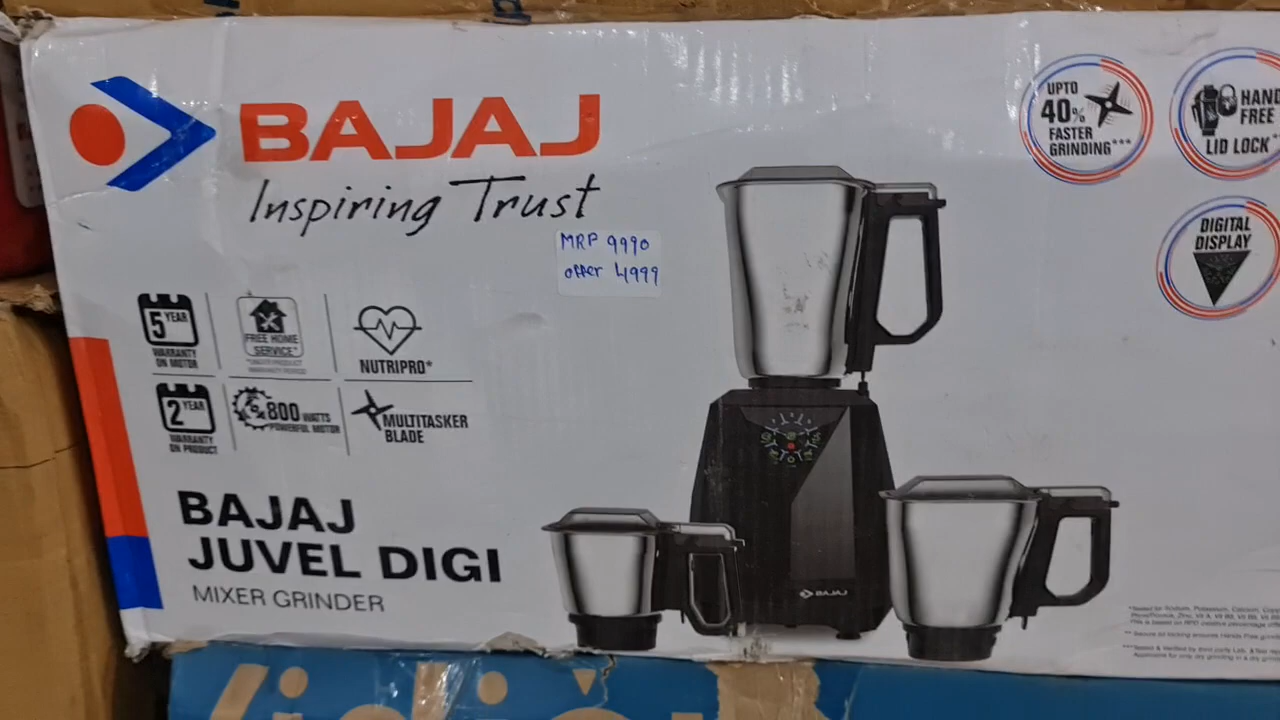 BAJAJ
Inspiring Trust
MRP 9990
offer 4999
UPTO
40%
FASTER
GRINDING***
HAND
FREE
LID LOCK*
DIGITAL
DISPLAY
5 YEAR
WARRANTY
ON MOTOR
FREE HOME
SERVICE*
NUTRIPRO*
2 YEAR
WARRANTY
ON PRODUCT
800 WATTS
POWERFUL MOTOR
MULTITASKER
BLADE
BAJAJ
JUVEL DIGI
MIXER GRINDER
BAJAJ